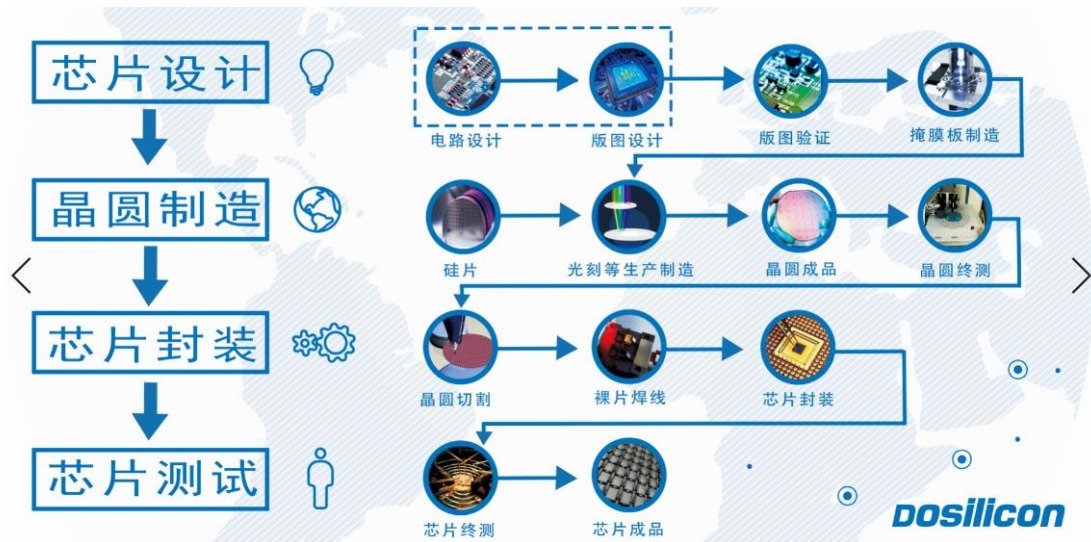 芯片设计
电路设计
版图设计
版图验证
掩膜板制造
晶圆制造
硅片
光刻等生产制造
晶圆成品
晶圆终测
芯片封装
晶圆切割
裸片焊线
芯片封装
芯片测试
芯片终测
芯片成品
Dosilicon